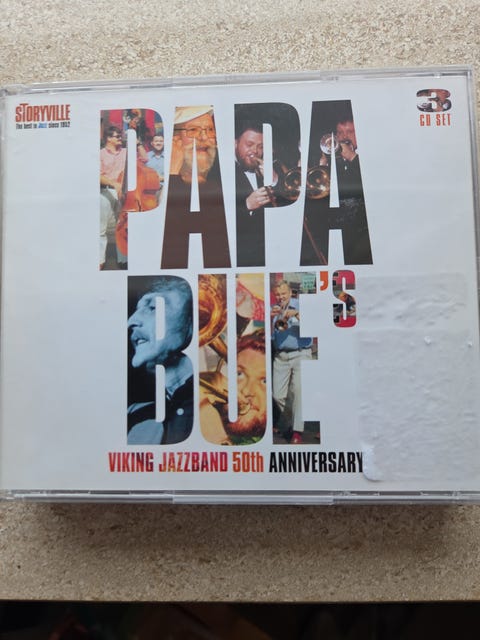 STORYVILLE
The best in Jazz since 1952
3
CD SET
PAPA
BUE'S
VIKING JAZZBAND 50th ANNIVERSARY